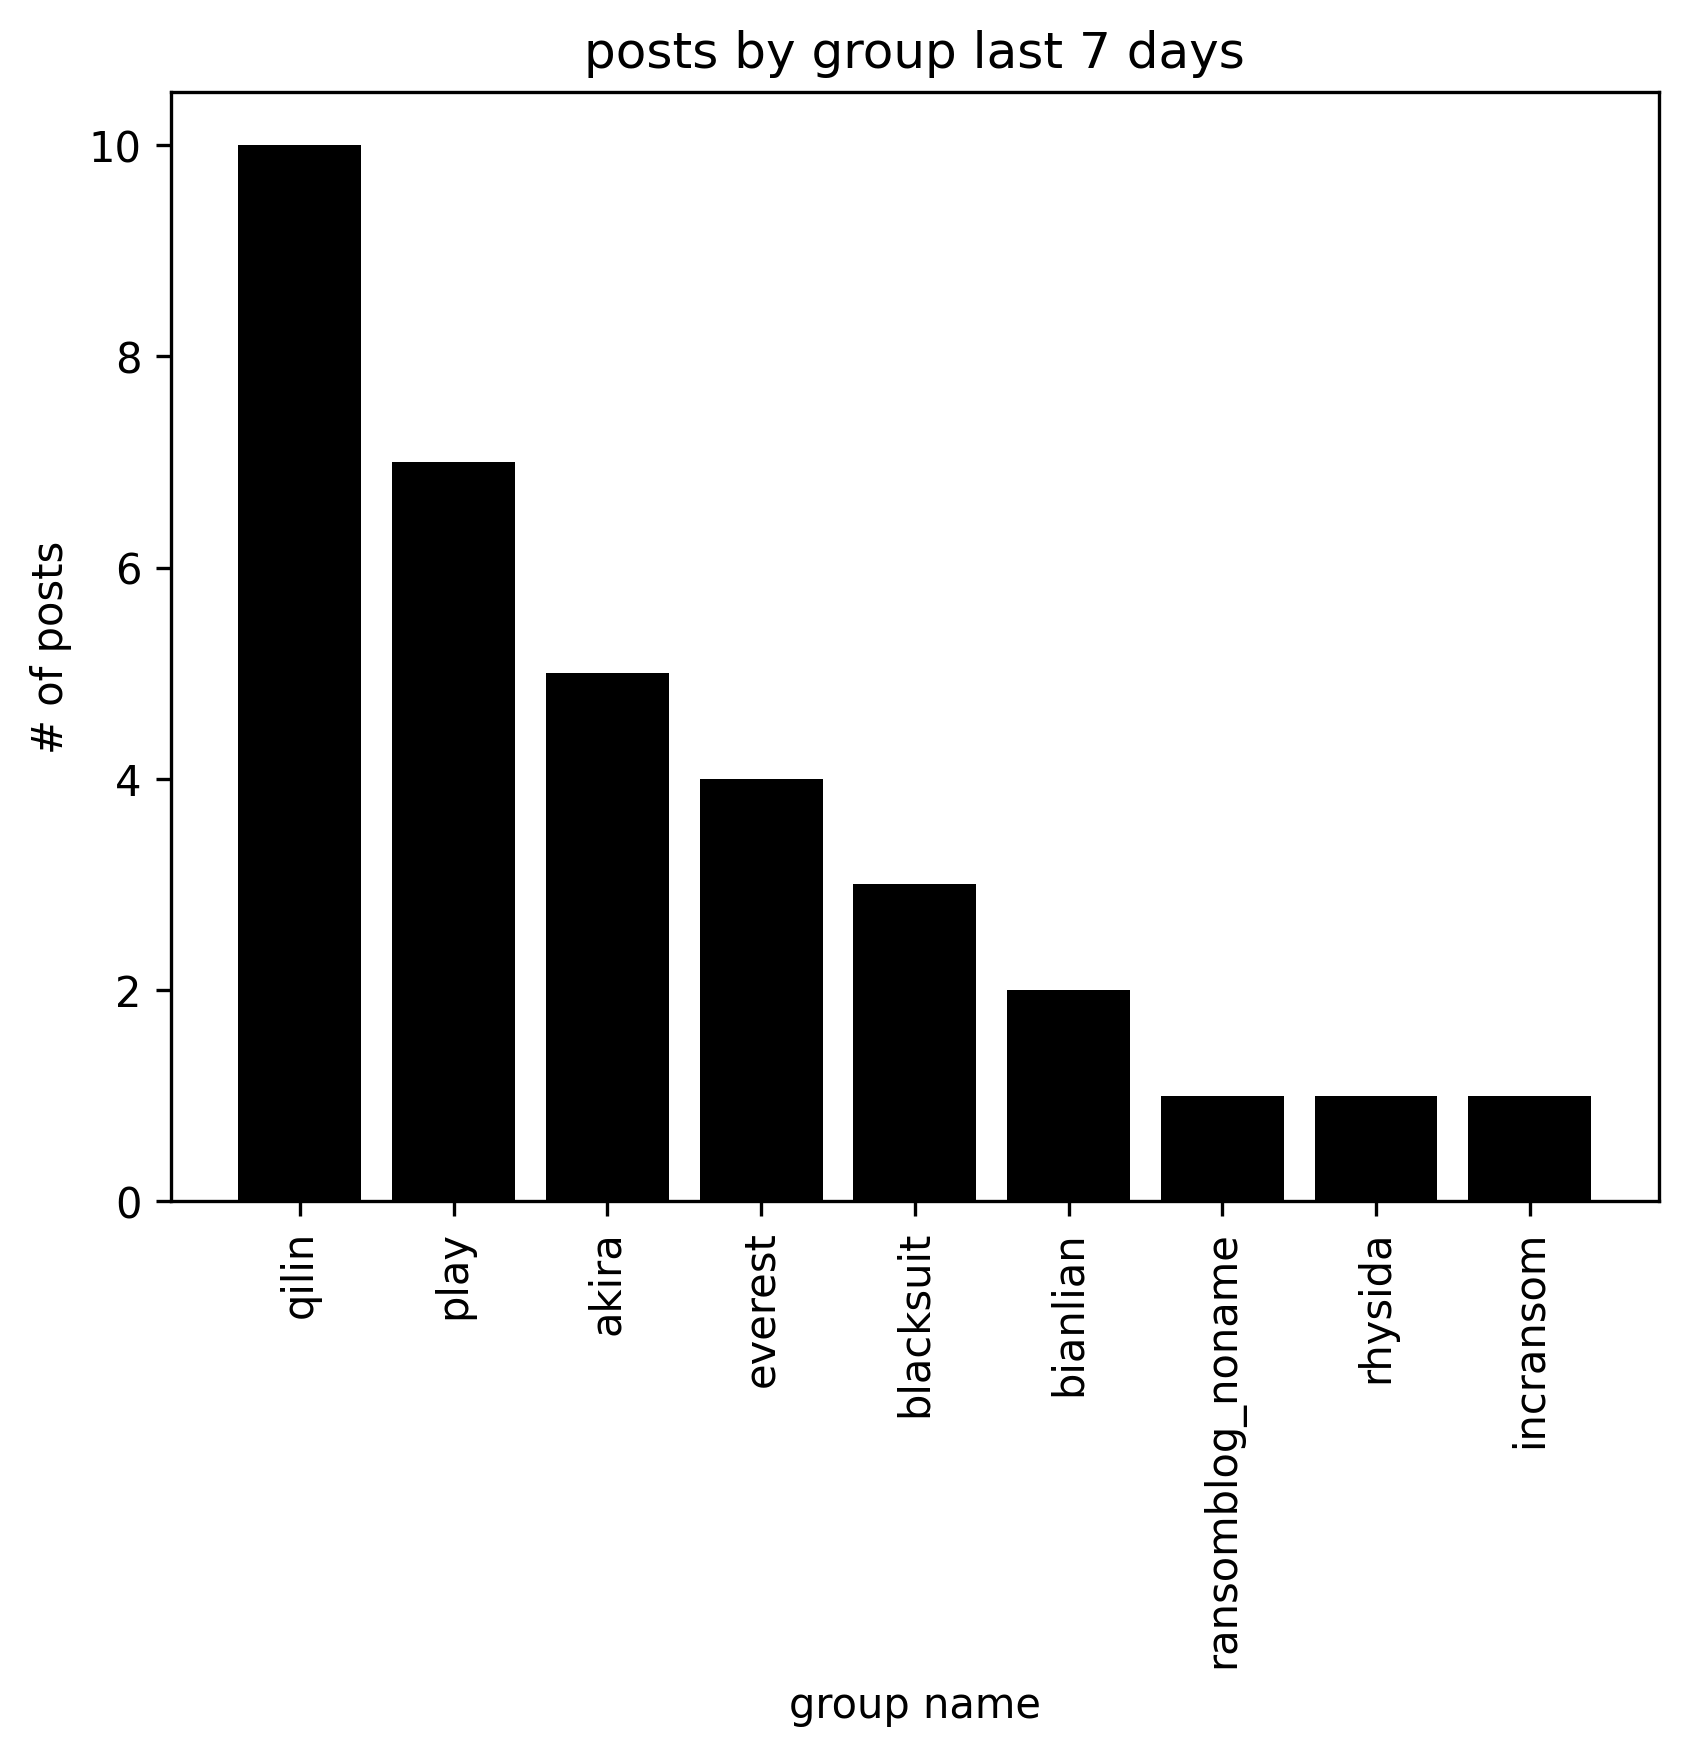 posts by group last 7 days
# of posts
10
8
6
4
2
0
qilin
play
akira
everest
blacksuit
bianlian
ransomblog_noname
rhysida
incransom
group name